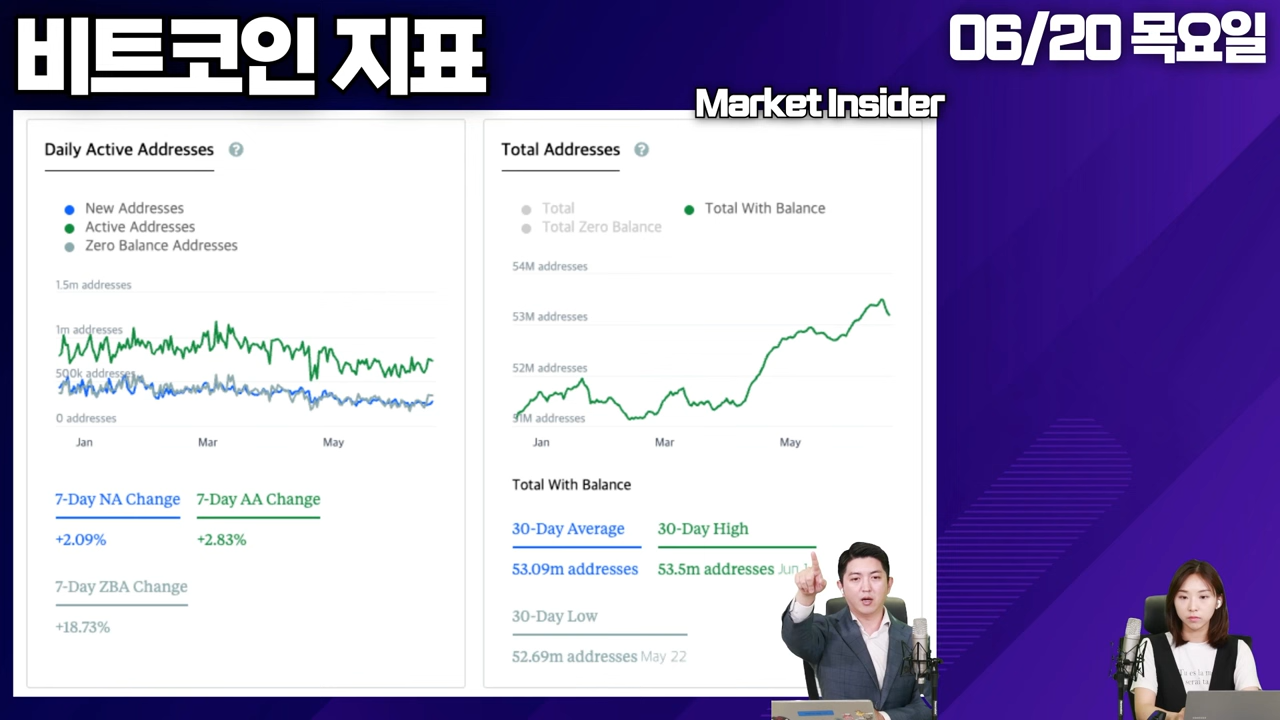 비트코인 지표
06/20 목요일
Market Insider
Daily Active Addresses ?
New Addresses
Active Addresses
Zero Balance Addresses
1.5m addresses
1m addresses
500k addresses
0 addresses
Jan Mar May
7-Day NA Change 7-Day AA Change
+2.09% +2.83%
7-Day ZBA Change
+18.73%
Total Addresses ?
Total Total With Balance
Total Zero Balance
54M addresses
53M addresses
52M addresses
51M addresses
Jan Mar May
Total With Balance
30-Day Average 30-Day High
53.09m addresses 53.5m addresses Jun
30-Day Low
52.69m addresses May 22